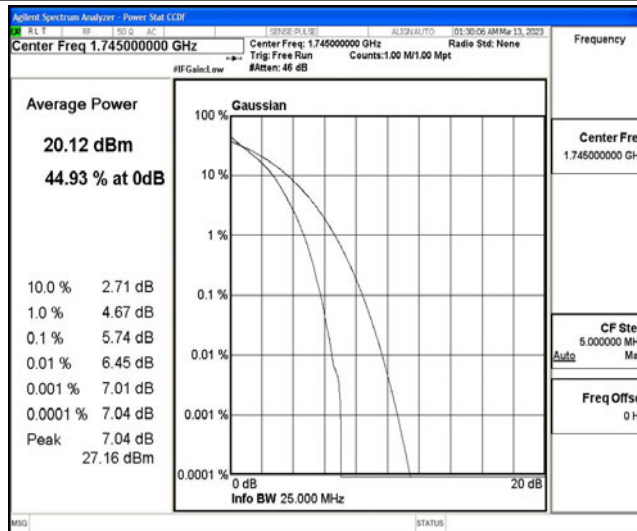 Agilent Spectrum Analyzer - Power Stat CCDF
RLT RF 50 Ω AC SENSE:PULSE ALIGNAUTO 01:30:06 AM Mar 13, 2023
Center Freq 1.745000000 GHz
Center Freq: 1.745000000 GHz Radio Std: None
Trig: Free Run Counts:1.00 M/1.00 Mpt
#IFGain:Low #Atten: 46 dB
Frequency
Average Power
20.12 dBm
44.93 % at 0dB
10.0 % 2.71 dB
1.0 % 4.67 dB
0.1 % 5.74 dB
0.01 % 6.45 dB
0.001 % 7.01 dB
0.0001 % 7.04 dB
Peak 7.04 dB
27.16 dBm
Gaussian
100 %
10 %
1 %
0.1 %
0.01 %
0.001 %
0.0001 %
0 dB 20 dB
Info BW 25.000 MHz
Center Fre
1.745000000 GH
CF Ste
5.000000 MH
Auto Ma
Freq Offse
0 H
MSG STATUS